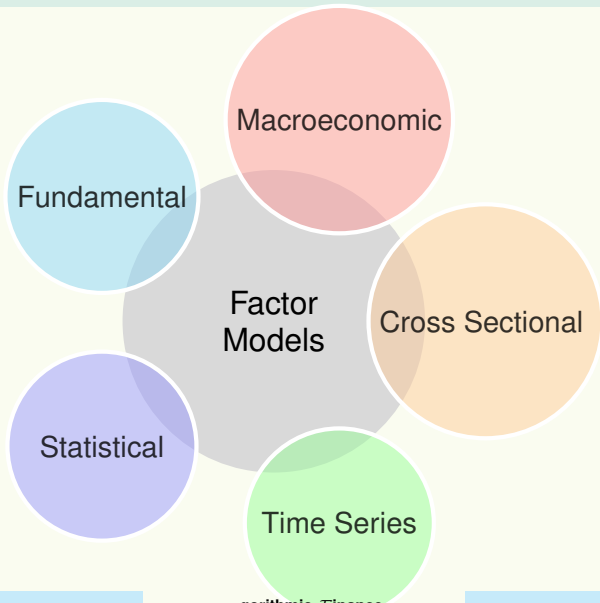 Macroeconomic
Fundamental
Factor
Models
Cross Sectional
Statistical
Time Series